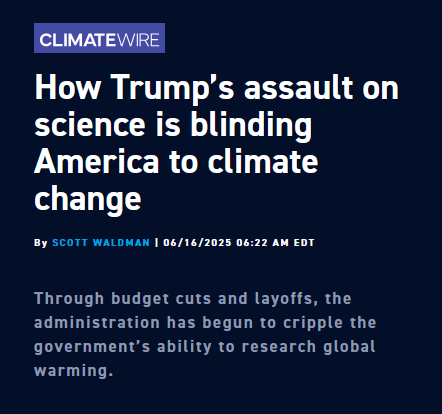 CLIMATEWIRE
How Trump’s assault on
science is blinding
America to climate
change
By SCOTT WALDMAN | 06/16/2025 06:22 AM EDT
Through budget cuts and layoffs, the
administration has begun to cripple the
government’s ability to research global
warming.